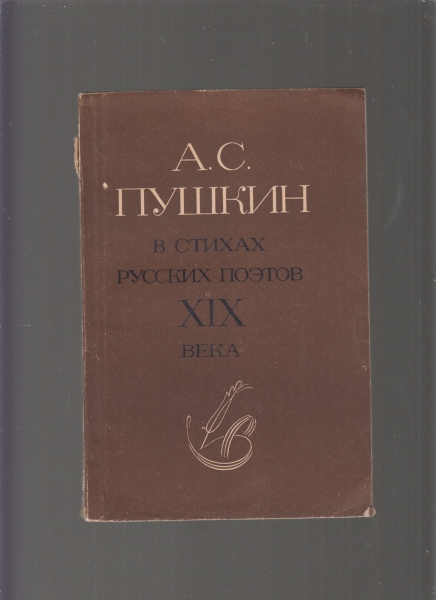 А.С.
ПУШКИН
В СТИХАХ
РУССКИХ ПОЭТОВ
XIX
ВЕКА